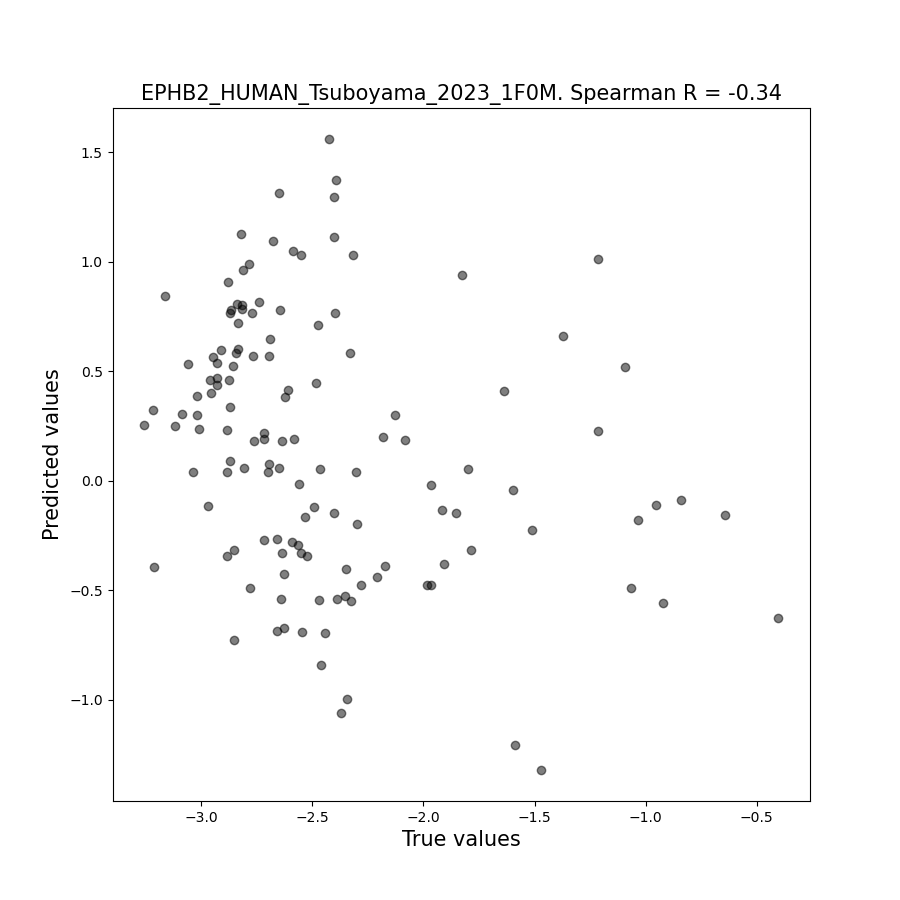 EPHB2_HUMAN_Tsuboyama_2023_1F0M. Spearman R = -0.34
1.5
1.0
0.5
0.0
−0.5
−1.0
Predicted values
−3.0 −2.5 −2.0 −1.5 −1.0 −0.5
True values